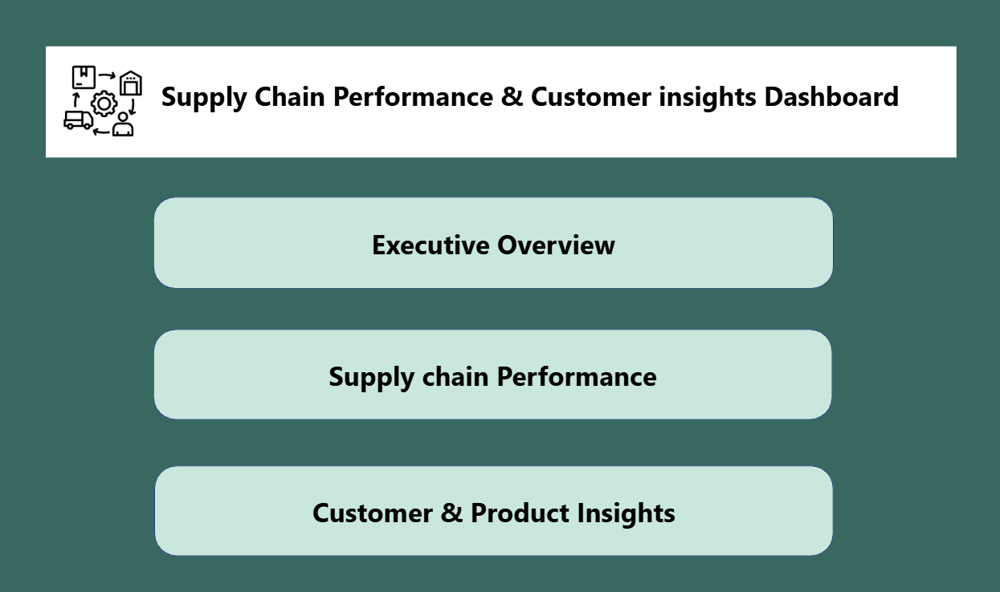 Supply Chain Performance & Customer insights Dashboard
Executive Overview
Supply chain Performance
Customer & Product Insights